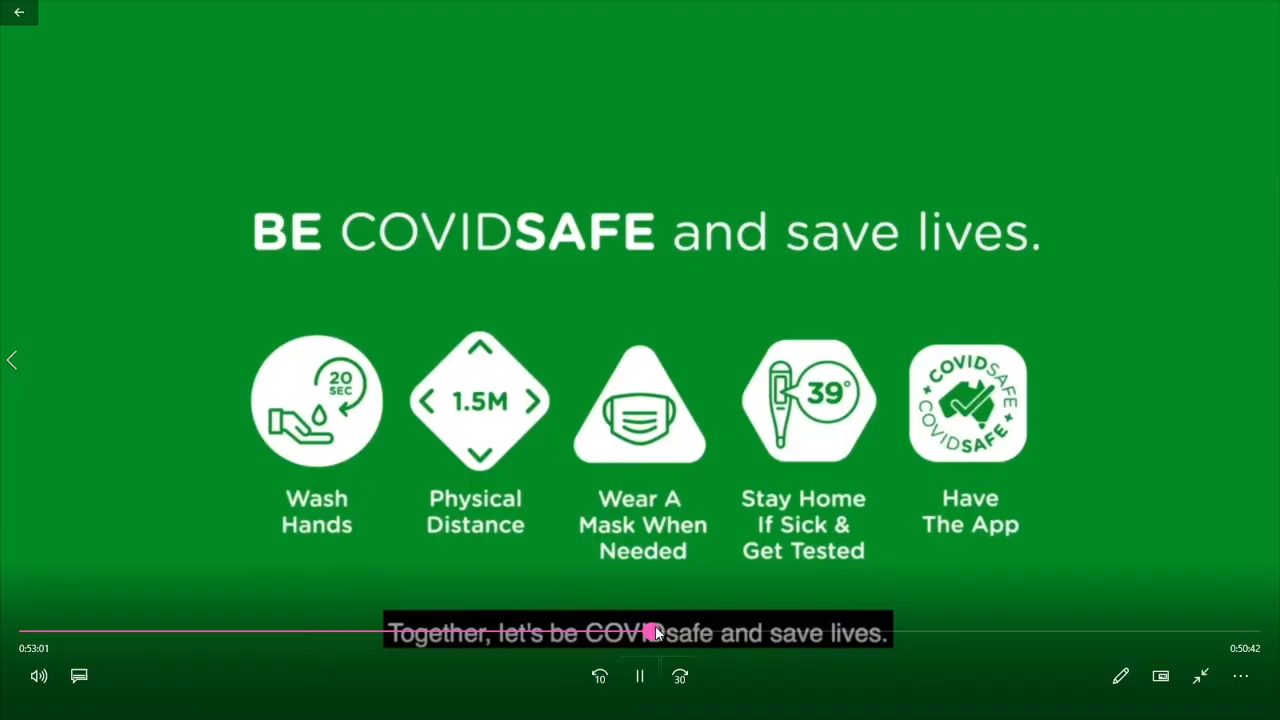 BE COVIDSAFE and save lives.
20
SEC
1.5M
39°
COVIDSAFE
COVIDSAFE
Wash
Hands
Physical
Distance
Wear A
Mask When
Needed
Stay Home
If Sick &
Get Tested
Have
The App
Together, let's be COVIDsafe and save lives.
0:53:01
0:50:42
10
30